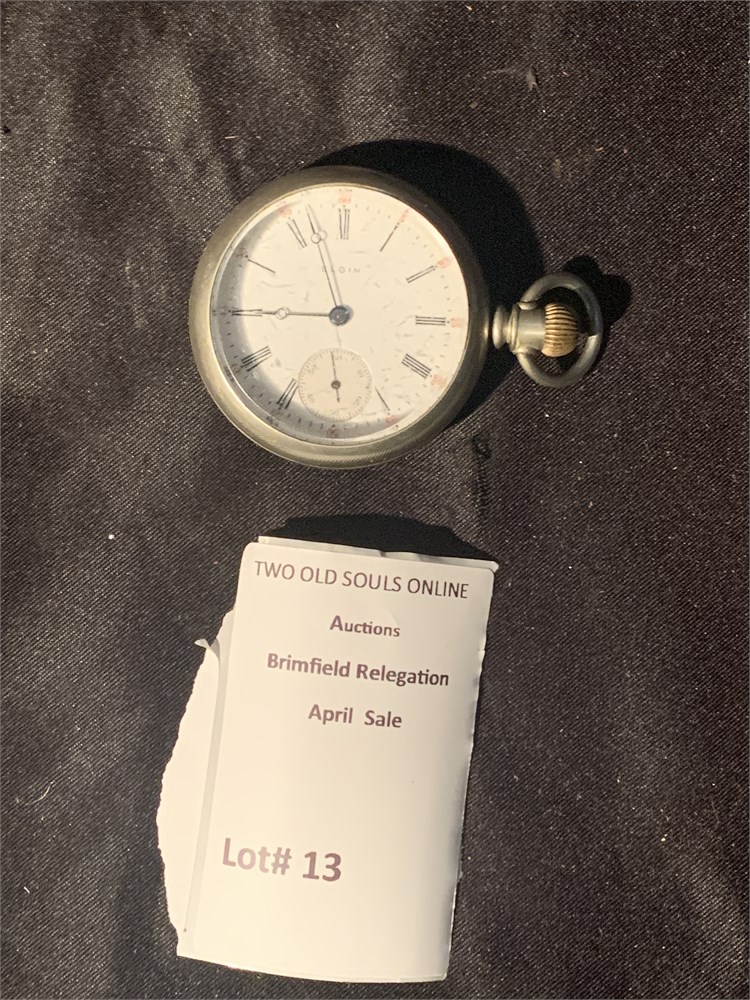 ELGIN
TWO OLD SOULS ONLINE
Auctions
Brimfield Relegation
April Sale
Lot# 13